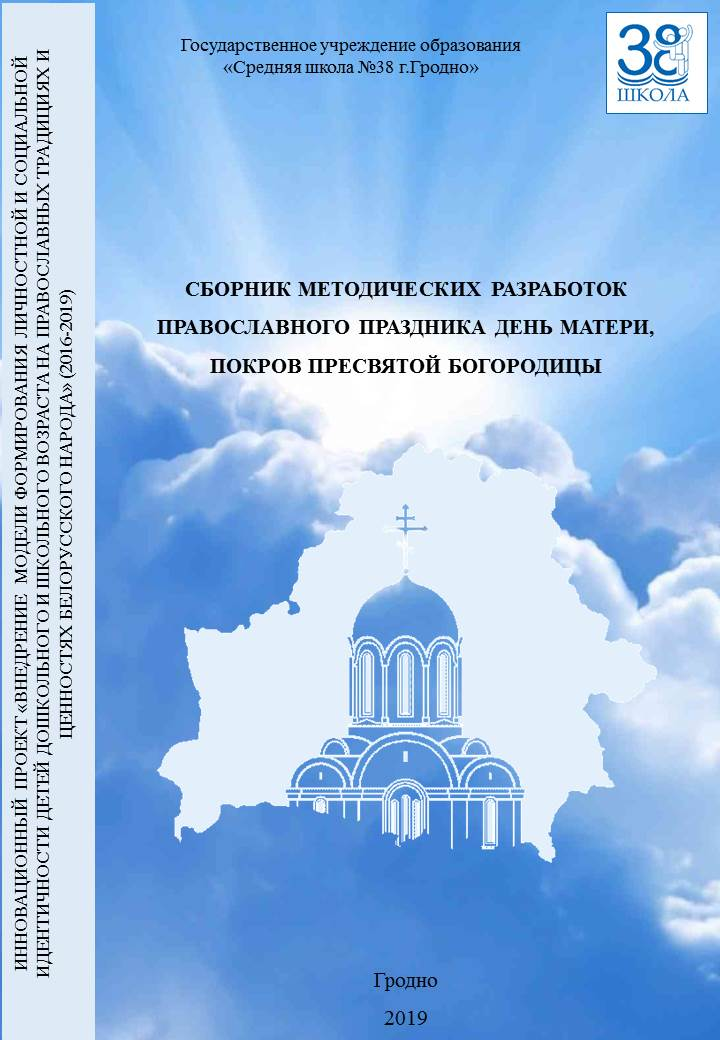 Государственное учреждение образования
«Средняя школа №38 г.Гродно»
38
ШКОЛА
СБОРНИК МЕТОДИЧЕСКИХ РАЗРАБОТОК
ПРАВОСЛАВНОГО ПРАЗДНИКА ДЕНЬ МАТЕРИ,
ПОКРОВ ПРЕСВЯТОЙ БОГОРОДИЦЫ
ИННОВАЦИОННЫЙ ПРОЕКТ «ВНЕДРЕНИЕ МОДЕЛИ ФОРМИРОВАНИЯ ЛИЧНОСТНОЙ И СОЦИАЛЬНОЙ
ИДЕНТИЧНОСТИ ДЕТЕЙ ДОШКОЛЬНОГО И ШКОЛЬНОГО ВОЗРАСТА НА ПРАВОСЛАВНЫХ ТРАДИЦИЯХ И
ЦЕННОСТЯХ БЕЛОРУССКОГО НАРОДА» (2016-2019)
Гродно
2019